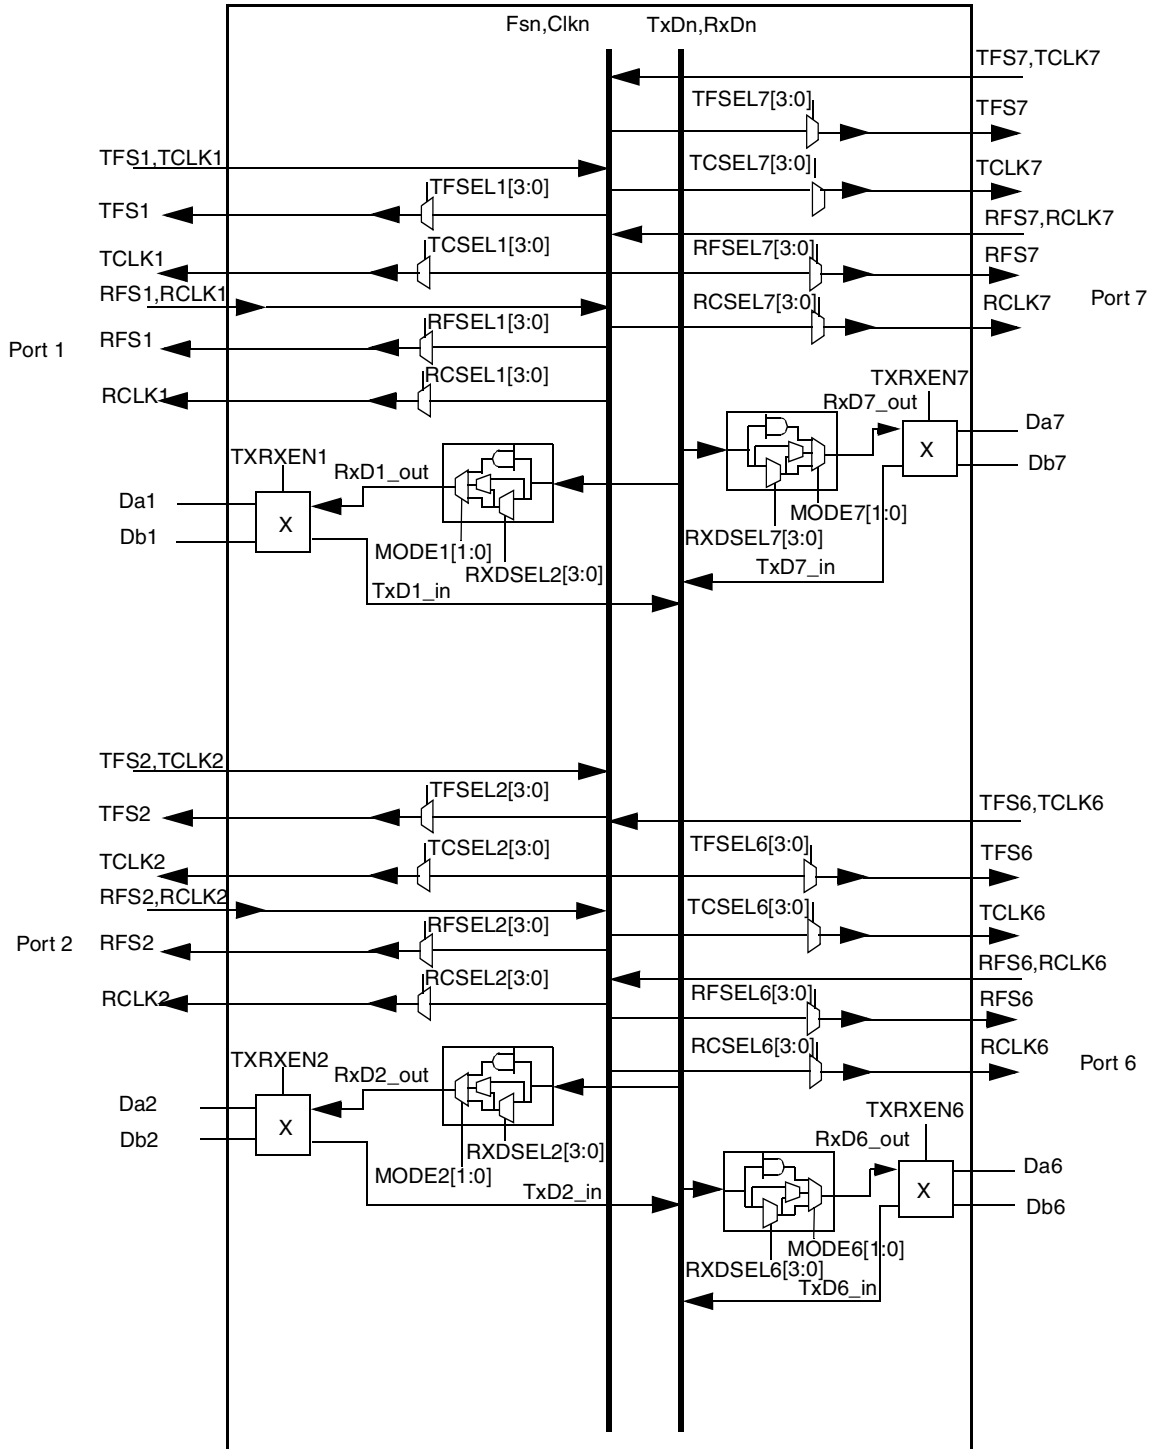 Fsn,Clkn
TxDn,RxDn
TFS7,TCLK7
TFSEL7[3:0]
TFS7
TFS1,TCLK1
TCSEL7[3:0]
TCLK7
TFSEL1[3:0]
TFS1
RFS7,RCLK7
TCSEL1[3:0]
RFSEL7[3:0]
RFS7
TCLK1
RFS1,RCLK1
RCSEL7[3:0]
RCLK7
Port 7
RFSEL1[3:0]
RFS1
Port 1
RCSEL1[3:0]
TXRXEN7
RCLK1
RxD7_out
Da7
X
TXRXEN1
RxD1_out
Db7
Da1
MODE7[1:0]
X
Db1
RXDSEL7[3:0]
MODE1[1:0]
RXDSEL2[3:0]
TxD7_in
TxD1_in
TFS2,TCLK2
TFSEL2[3:0]
TFS6,TCLK6
TFS2
TCSEL2[3:0]
TFSEL6[3:0]
TFS6
TCLK2
RFS2,RCLK2
TCSEL6[3:0]
TCLK6
RFSEL2[3:0]
Port 2
RFS2
RFS6,RCLK6
RCSEL2[3:0]
RFSEL6[3:0]
RFS6
RCLK2
RCSEL6[3:0]
RCLK6
Port 6
TXRXEN2
RxD2_out
Da2
TXRXEN6
X
Db2
RxD6_out
RXDSEL2[3:0]
Da6
MODE2[1:0]
TxD2_in
X
Db6
MODE6[1:0]
RXDSEL6[3:0]
TxD6_in